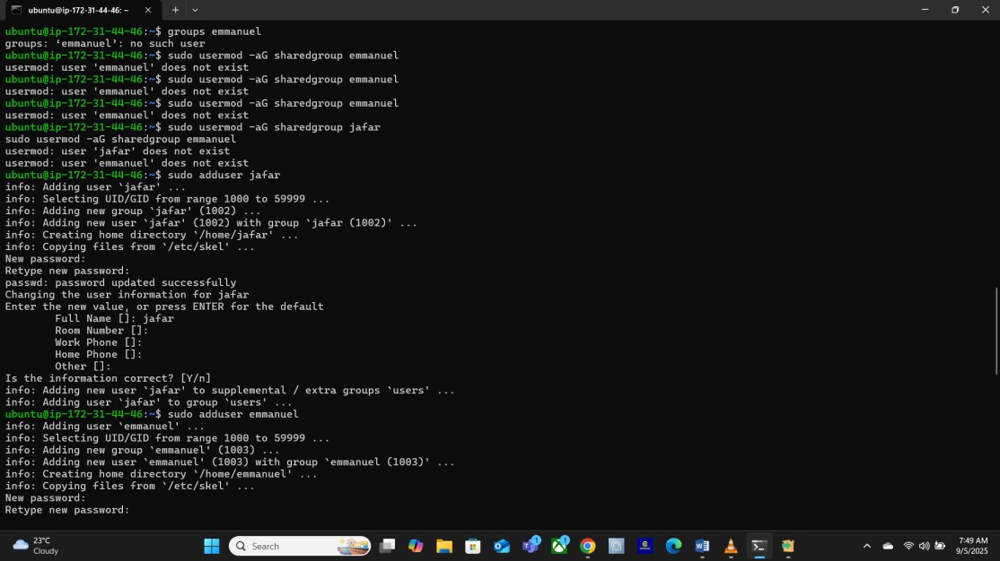 ubuntu@ip-172-31-44-46: ~
ubuntu@ip-172-31-44-46:~$ groups emmanuel
groups: ‘emmanuel’: no such user
ubuntu@ip-172-31-44-46:~$ sudo usermod -aG sharedgroup emmanuel
usermod: user 'emmanuel' does not exist
ubuntu@ip-172-31-44-46:~$ sudo usermod -aG sharedgroup emmanuel
usermod: user 'emmanuel' does not exist
ubuntu@ip-172-31-44-46:~$ sudo usermod -aG sharedgroup emmanuel
usermod: user 'emmanuel' does not exist
ubuntu@ip-172-31-44-46:~$ sudo usermod -aG sharedgroup jafar
sudo usermod -aG sharedgroup emmanuel
usermod: user 'jafar' does not exist
usermod: user 'emmanuel' does not exist
ubuntu@ip-172-31-44-46:~$ sudo adduser jafar
info: Adding user `jafar' ...
info: Selecting UID/GID from range 1000 to 59999 ...
info: Adding new group `jafar' (1002) ...
info: Adding new user `jafar' (1002) with group `jafar (1002)' ...
info: Creating home directory `/home/jafar' ...
info: Copying files from `/etc/skel' ...
New password:
Retype new password:
passwd: password updated successfully
Changing the user information for jafar
Enter the new value, or press ENTER for the default
Full Name []: jafar
Room Number []:
Work Phone []:
Home Phone []:
Other []:
Is the information correct? [Y/n]
info: Adding new user `jafar' to supplemental / extra groups `users' ...
info: Adding user `jafar' to group `users' ...
ubuntu@ip-172-31-44-46:~$ sudo adduser emmanuel
info: Adding user `emmanuel' ...
info: Selecting UID/GID from range 1000 to 59999 ...
info: Adding new group `emmanuel' (1003) ...
info: Adding new user `emmanuel' (1003) with group `emmanuel (1003)' ...
info: Creating home directory `/home/emmanuel' ...
info: Copying files from `/etc/skel' ...
New password:
Retype new password:
23°C
Cloudy
Search
1
1
7:49 AM
9/5/2025